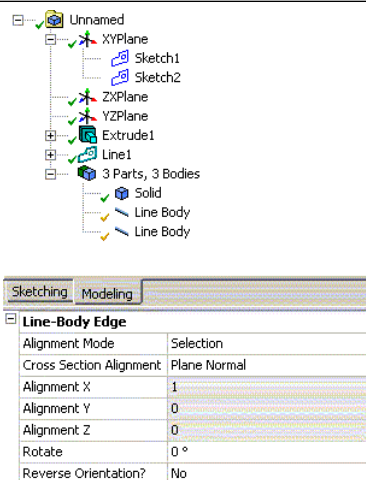 Unnamed
XYPlane
Sketch1
Sketch2
ZXPlane
YZPlane
Extrude1
Line1
3 Parts, 3 Bodies
Solid
Line Body
Line Body
Sketching Modeling
Line-Body Edge
Alignment Mode Selection
Cross Section Alignment Plane Normal
Alignment X 1
Alignment Y 0
Alignment Z 0
Rotate 0 °
Reverse Orientation? No